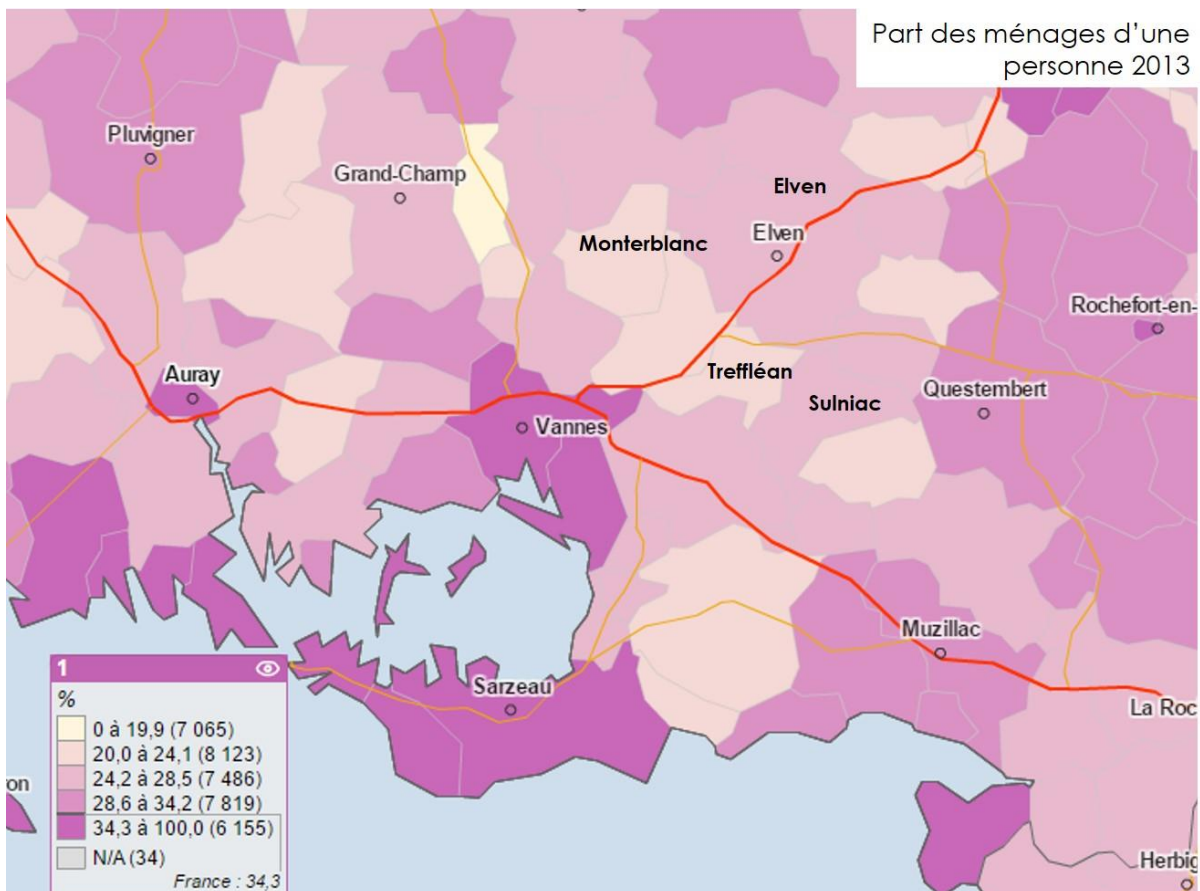 Part des ménages d'une
personne 2013
Pluvigner
Grand-Champ
Elven
Monterblanc
Elven
Rochefort-en-
Auray
Treffléan
Sulniac
Questembert
Vannes
Muzillac
Sarzeau
La Roc
on
Herbig
1
%
0 à 19,9 (7 065)
20,0 à 24,1 (8 123)
24,2 à 28,5 (7 486)
28,6 à 34,2 (7 819)
34,3 à 100,0 (6 155)
N/A (34)
France : 34,3